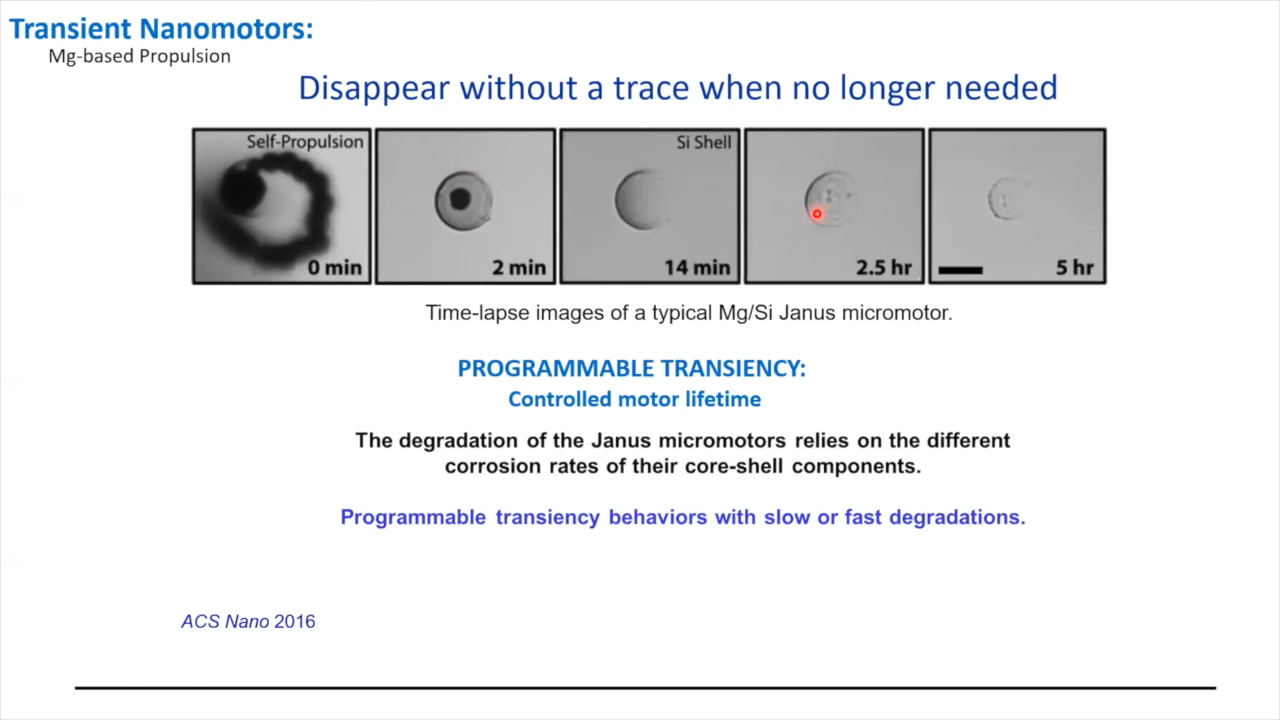 Transient Nanomotors:
Mg-based Propulsion
Disappear without a trace when no longer needed
Self-Propulsion
0 min
2 min
Si Shell
14 min
2.5 hr
5 hr
Time-lapse images of a typical Mg/Si Janus micromotor.
PROGRAMMABLE TRANSIENCY:
Controlled motor lifetime
The degradation of the Janus micromotors relies on the different
corrosion rates of their core-shell components.
Programmable transiency behaviors with slow or fast degradations.
ACS Nano 2016